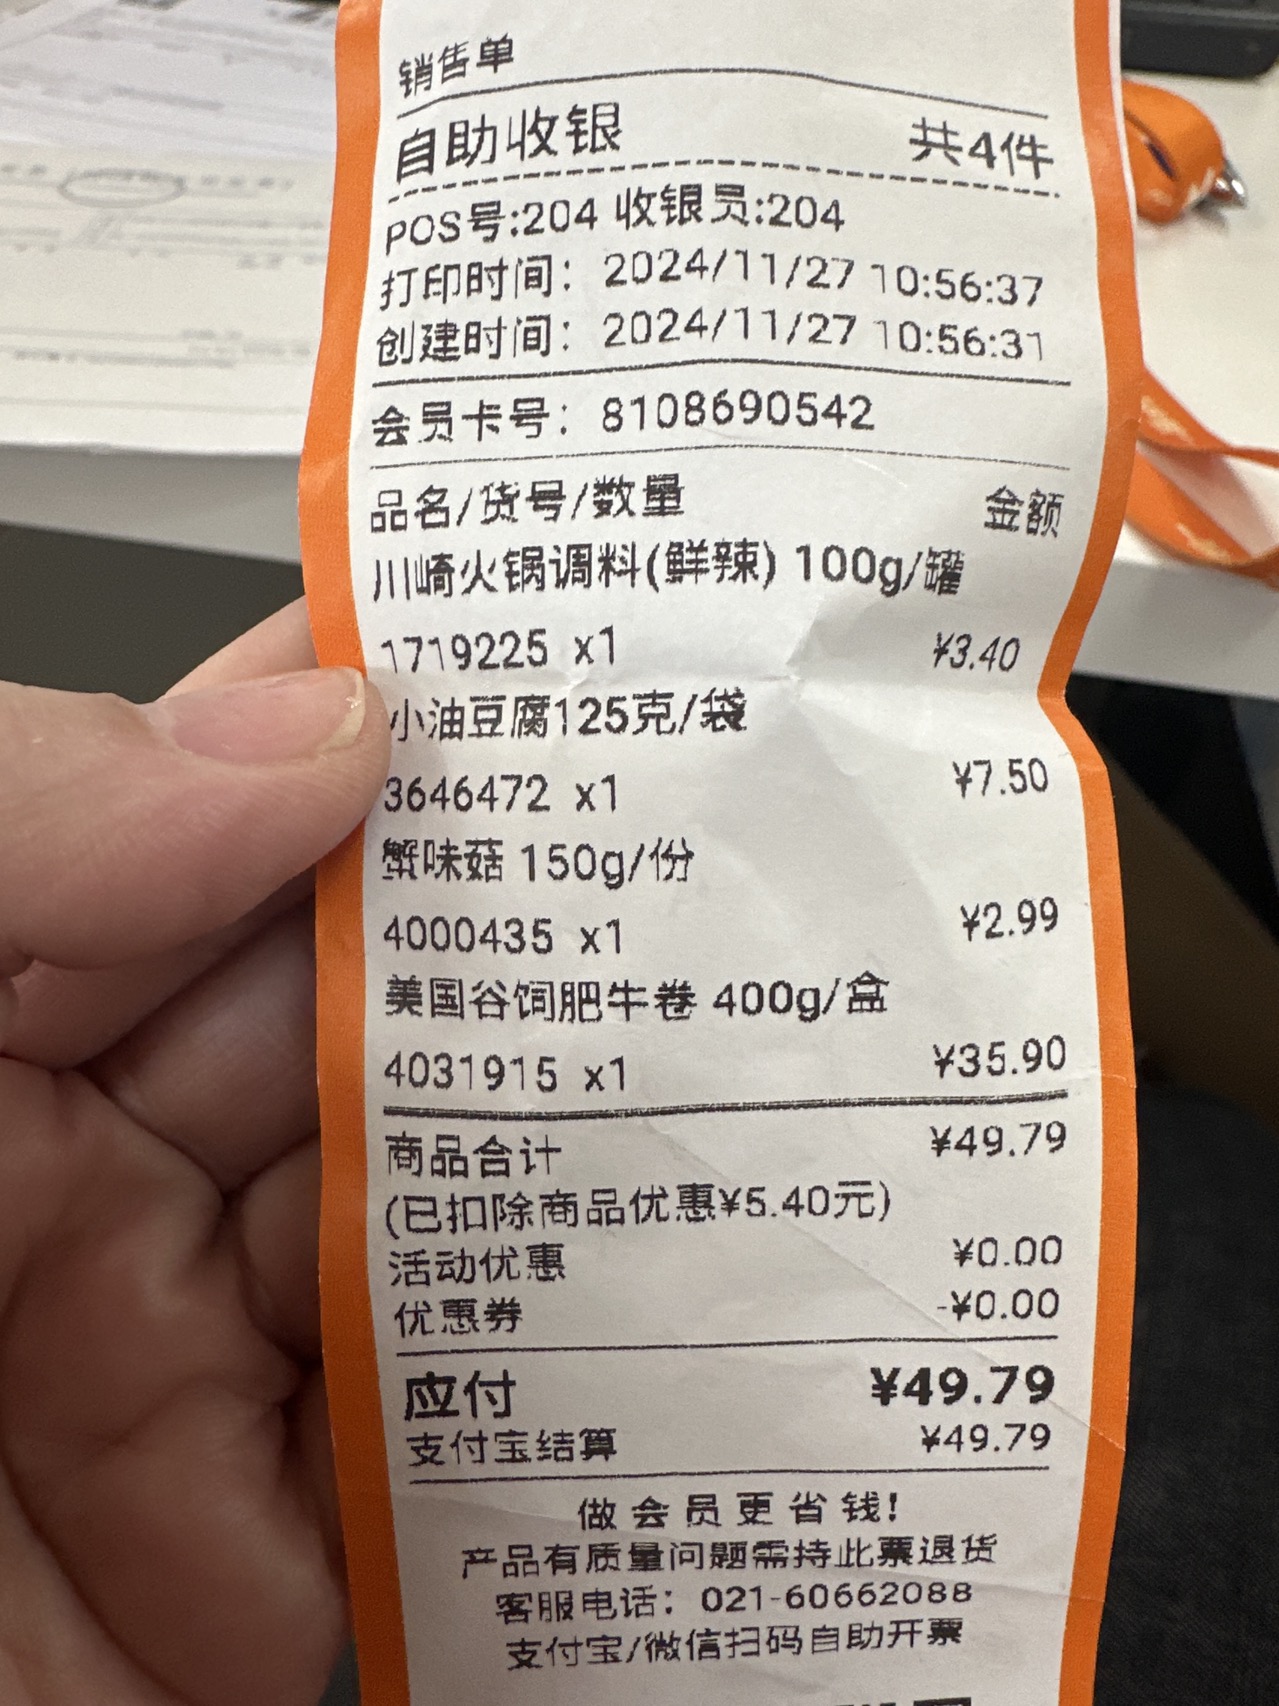 销售单
自助收银 共4件
POS号:204 收银员:204
打印时间: 2024/11/27 10:56:37
创建时间: 2024/11/27 10:56:31
会员卡号: 8108690542
品名/货号/数量 金额
川崎火锅调料(鲜辣) 100g/罐
1719225 x1 ¥3.40
小油豆腐125克/袋
3646472 x1 ¥7.50
蟹味菇 150g/份
4000435 x1 ¥2.99
美国谷饲肥牛卷 400g/盒
4031915 x1 ¥35.90
商品合计 ¥49.79
(已扣除商品优惠¥5.40元)
活动优惠 ¥0.00
优惠券 -¥0.00
应付 ¥49.79
支付宝结算 ¥49.79
做会员更省钱!
产品有质量问题需持此票退货
客服电话: 021-60662088
支付宝/微信扫码自助开票